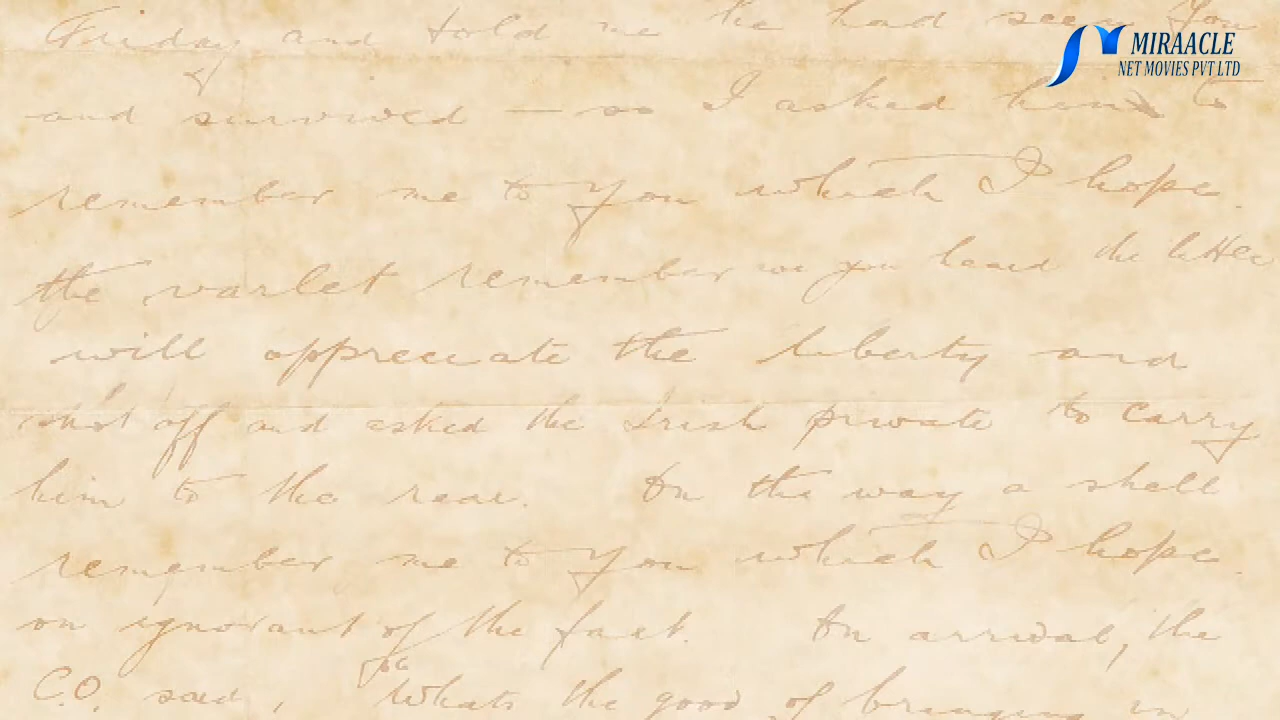 Friday and told me he had seen you
MIRAACLE
NET MOVIES PVT LTD
and survived — so I asked him to
remember me to you which I hope.
the varlet remember we you heard the letter
will appreciate the liberty and
shot off and asked the Irish private to carry
him to the rear. On the way a shell
remember me to you which I hope.
on ignorant of the fact. On arrival, the
C.O. said, "Whats the good of bringing in